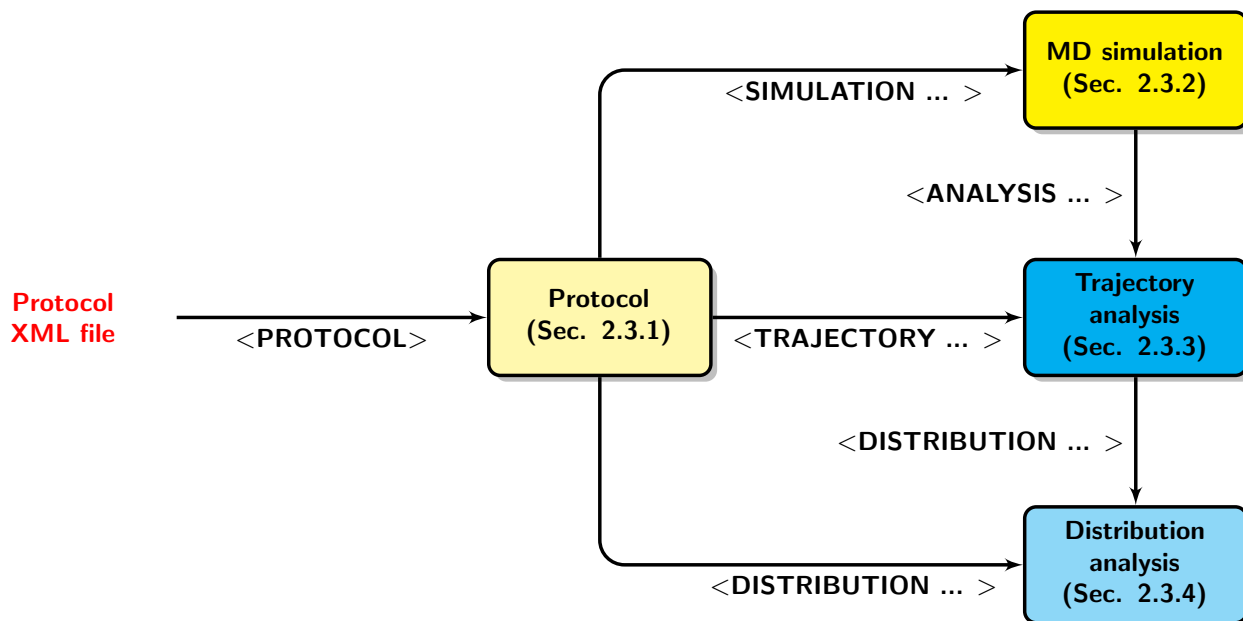 MD simulation
(Sec. 2.3.2)
<SIMULATION ... >
<ANALYSIS ... >
Protocol
XML file
<PROTOCOL>
Protocol
(Sec. 2.3.1)
<TRAJECTORY ... >
Trajectory
analysis
(Sec. 2.3.3)
<DISTRIBUTION ... >
Distribution
analysis
(Sec. 2.3.4)
<DISTRIBUTION ... >